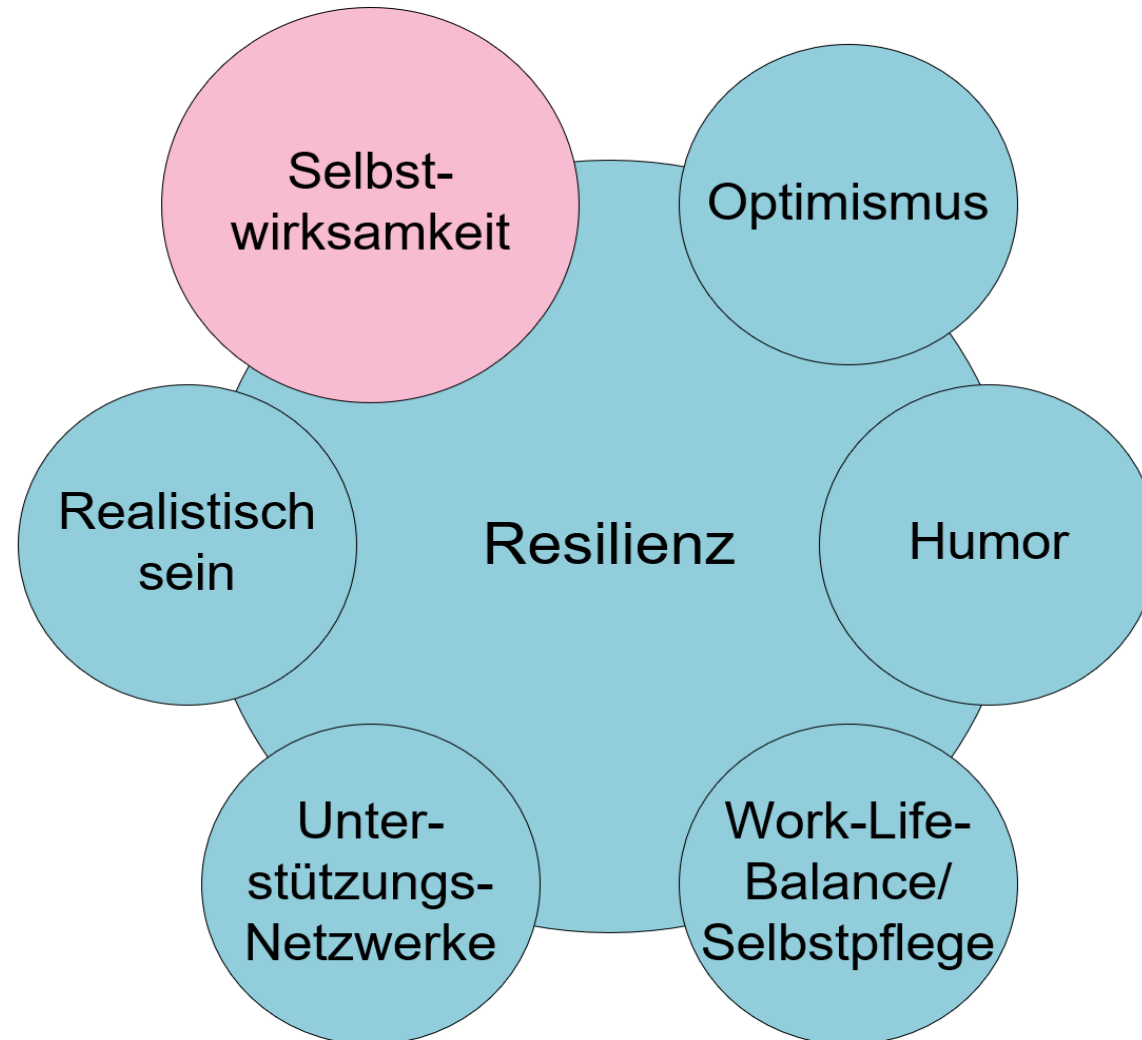 Selbst-
wirksamkeit
Optimismus
Realistisch
sein
Resilienz
Humor
Unter-
stützungs-
Netzwerke
Work-Life-
Balance/
Selbstpflege